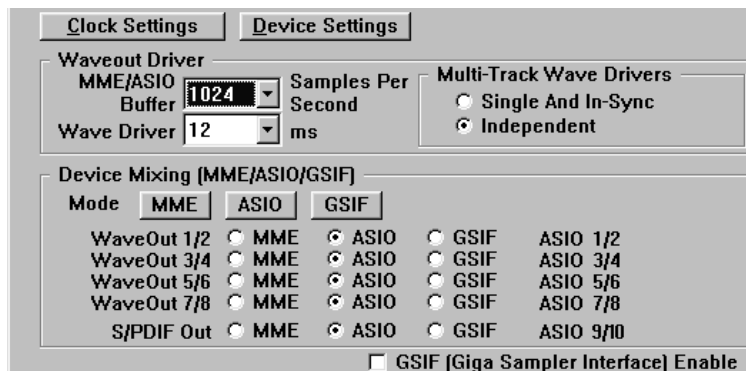 Clock Settings Device Settings
Waveout Driver
MME/ASIO Buffer 1024 Samples Per Second
Wave Driver 12 ms
Multi-Track Wave Drivers
Single And In-Sync
Independent
Device Mixing (MME/ASIO/GSIF)
Mode MME ASIO GSIF
WaveOut 1/2 MME ASIO GSIF ASIO 1/2
WaveOut 3/4 MME ASIO GSIF ASIO 3/4
WaveOut 5/6 MME ASIO GSIF ASIO 5/6
WaveOut 7/8 MME ASIO GSIF ASIO 7/8
S/PDIF Out MME ASIO GSIF ASIO 9/10
GSIF (Giga Sampler Interface) Enable